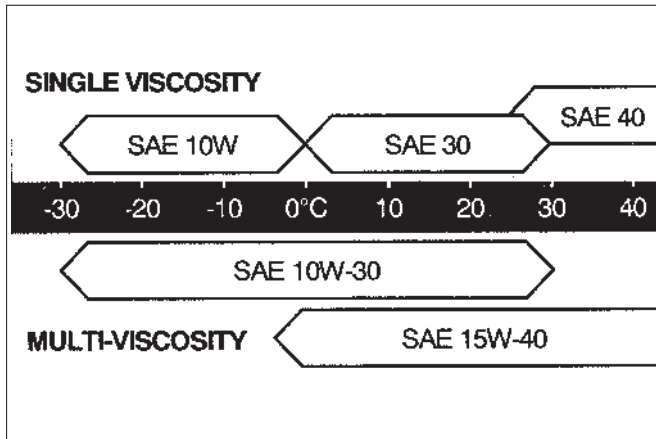 SINGLE VISCOSITY
SAE 40
SAE 10W SAE 30
-30 -20 -10 0°C 10 20 30 40
SAE 10W-30
MULTI-VISCOSITY SAE 15W-40